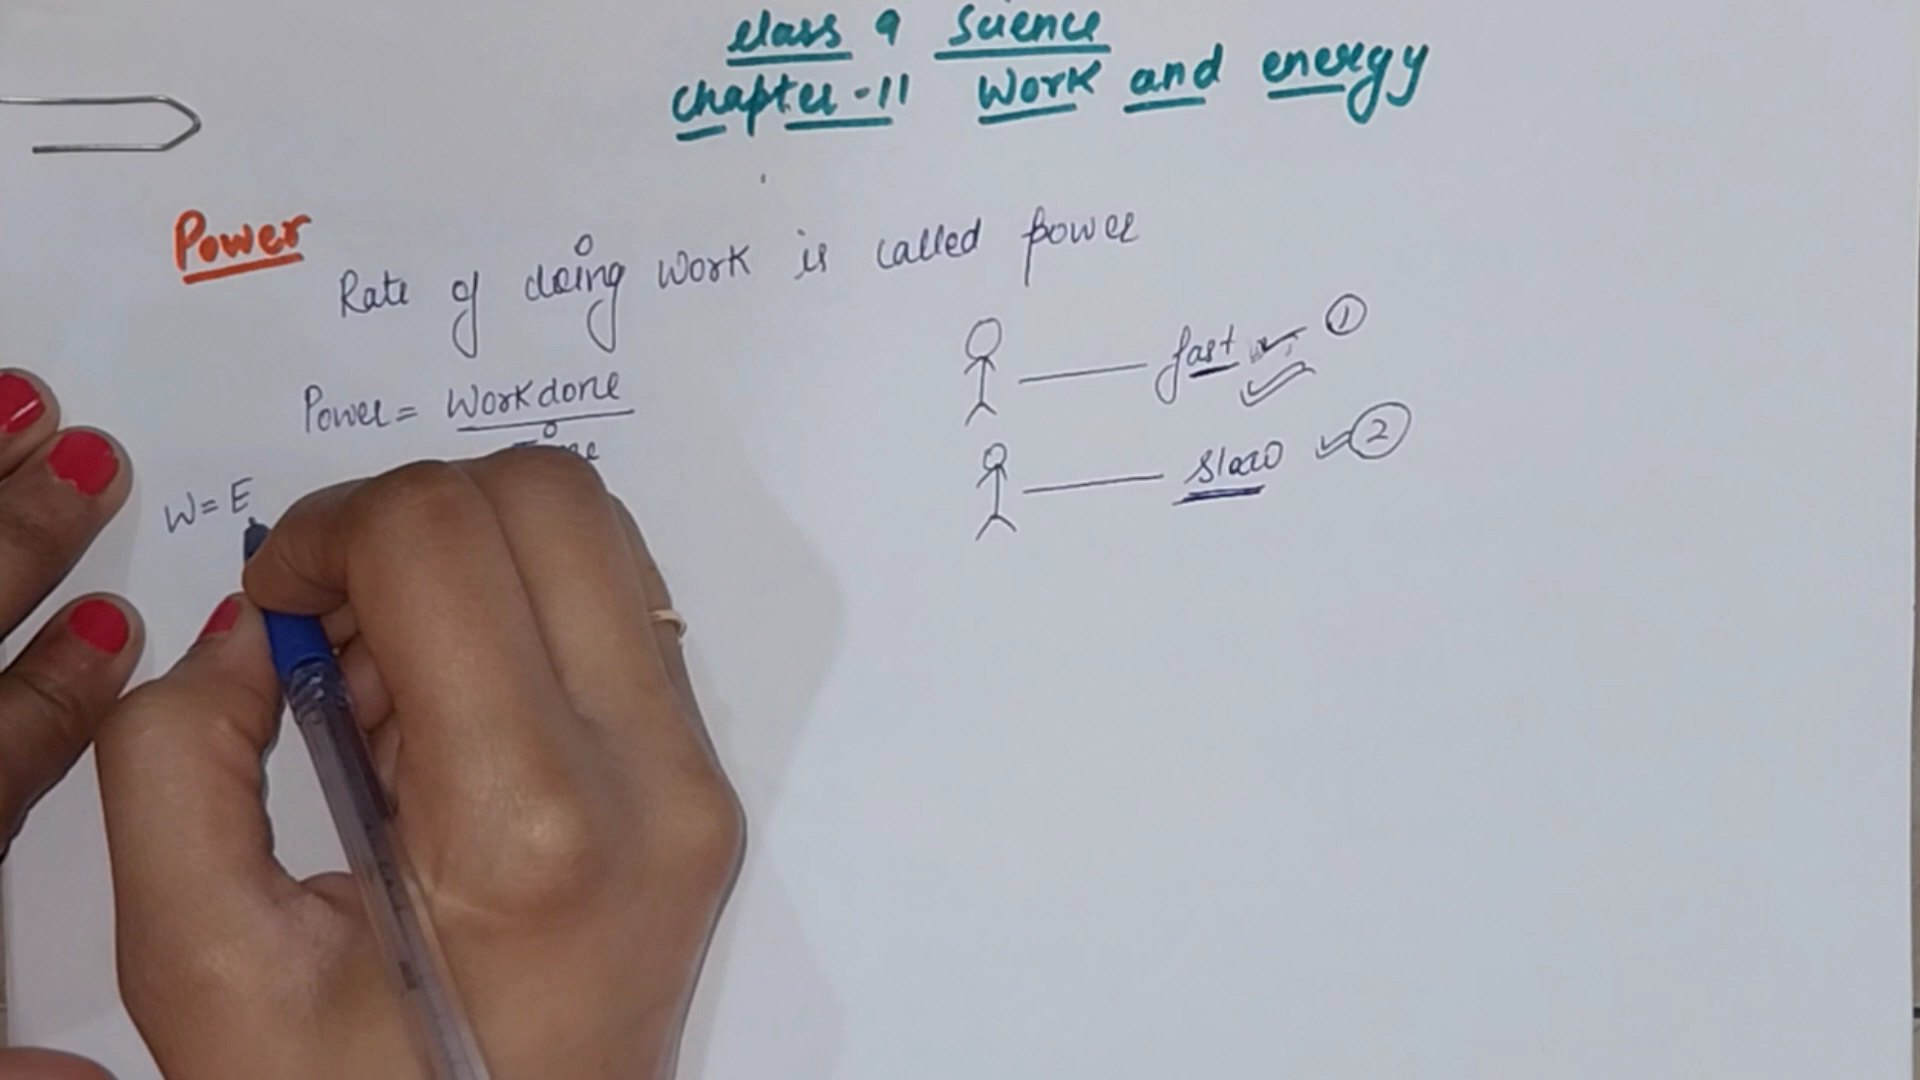 Class 9 Science
Chapter-11 Work and energy
Power
Rate of doing work is called power
fast 1
Power = Workdone
W = E
slow 2